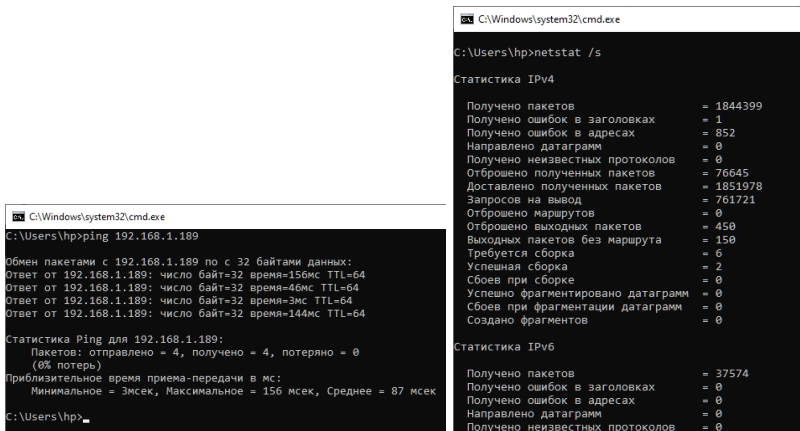 C:\Windows\system32\cmd.exe
C:\Users\hp>ping 192.168.1.189
Обмен пакетами с 192.168.1.189 по с 32 байтами данных:
Ответ от 192.168.1.189: число байт=32 время=156мс TTL=64
Ответ от 192.168.1.189: число байт=32 время=46мс TTL=64
Ответ от 192.168.1.189: число байт=32 время=3мс TTL=64
Ответ от 192.168.1.189: число байт=32 время=144мс TTL=64
Статистика Ping для 192.168.1.189:
Пакетов: отправлено = 4, получено = 4, потеряно = 0
(0% потерь)
Приблизительное время приема-передачи в мс:
Минимальное = 3мсек, Максимальное = 156 мсек, Среднее = 87 мсек
C:\Users\hp>
C:\Windows\system32\cmd.exe
C:\Users\hp>netstat /s
Статистика IPv4
Получено пакетов = 1844399
Получено ошибок в заголовках = 1
Получено ошибок в адресах = 852
Направлено датаграмм = 0
Получено неизвестных протоколов = 0
Отброшено полученных пакетов = 76645
Доставлено полученных пакетов = 1851978
Запросов на вывод = 761721
Отброшено маршрутов = 0
Отброшено выходных пакетов = 450
Выходных пакетов без маршрута = 150
Требуется сборка = 6
Успешная сборка = 2
Сбоев при сборке = 0
Успешно фрагментировано датаграмм = 0
Сбоев при фрагментации датаграмм = 0
Создано фрагментов = 0
Статистика IPv6
Получено пакетов = 37574
Получено ошибок в заголовках = 0
Получено ошибок в адресах = 0
Направлено датаграмм = 0
Получено неизвестных протоколов = 0